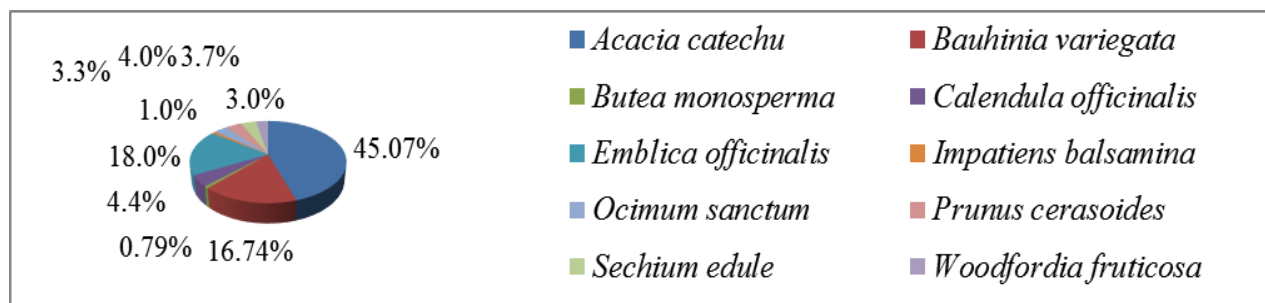 4.0% 3.7%
3.3%
1.0% 3.0%
18.0% 45.07%
4.4%
0.79% 16.74%
Acacia catechu Bauhinia variegata
Butea monosperma Calendula officinalis
Emblica officinalis Impatiens balsamina
Ocimum sanctum Prunus cerasoides
Sechium edule Woodfordia fruticosa